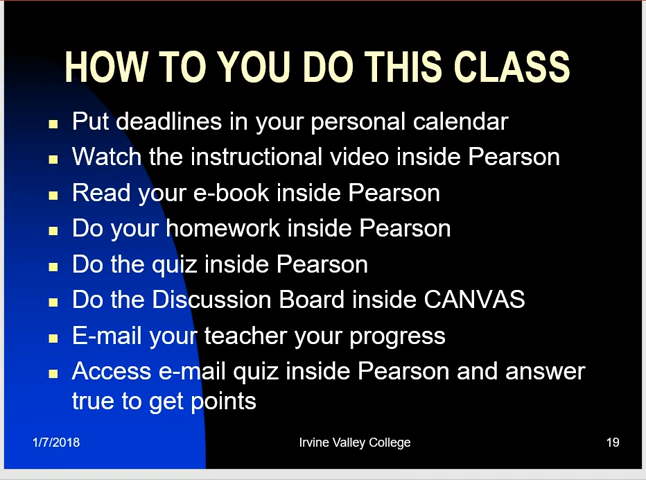 HOW TO YOU DO THIS CLASS
Put deadlines in your personal calendar
Watch the instructional video inside Pearson
Read your e-book inside Pearson
Do your homework inside Pearson
Do the quiz inside Pearson
Do the Discussion Board inside CANVAS
E-mail your teacher your progress
Access e-mail quiz inside Pearson and answer
true to get points
1/7/2018
Irvine Valley College
19